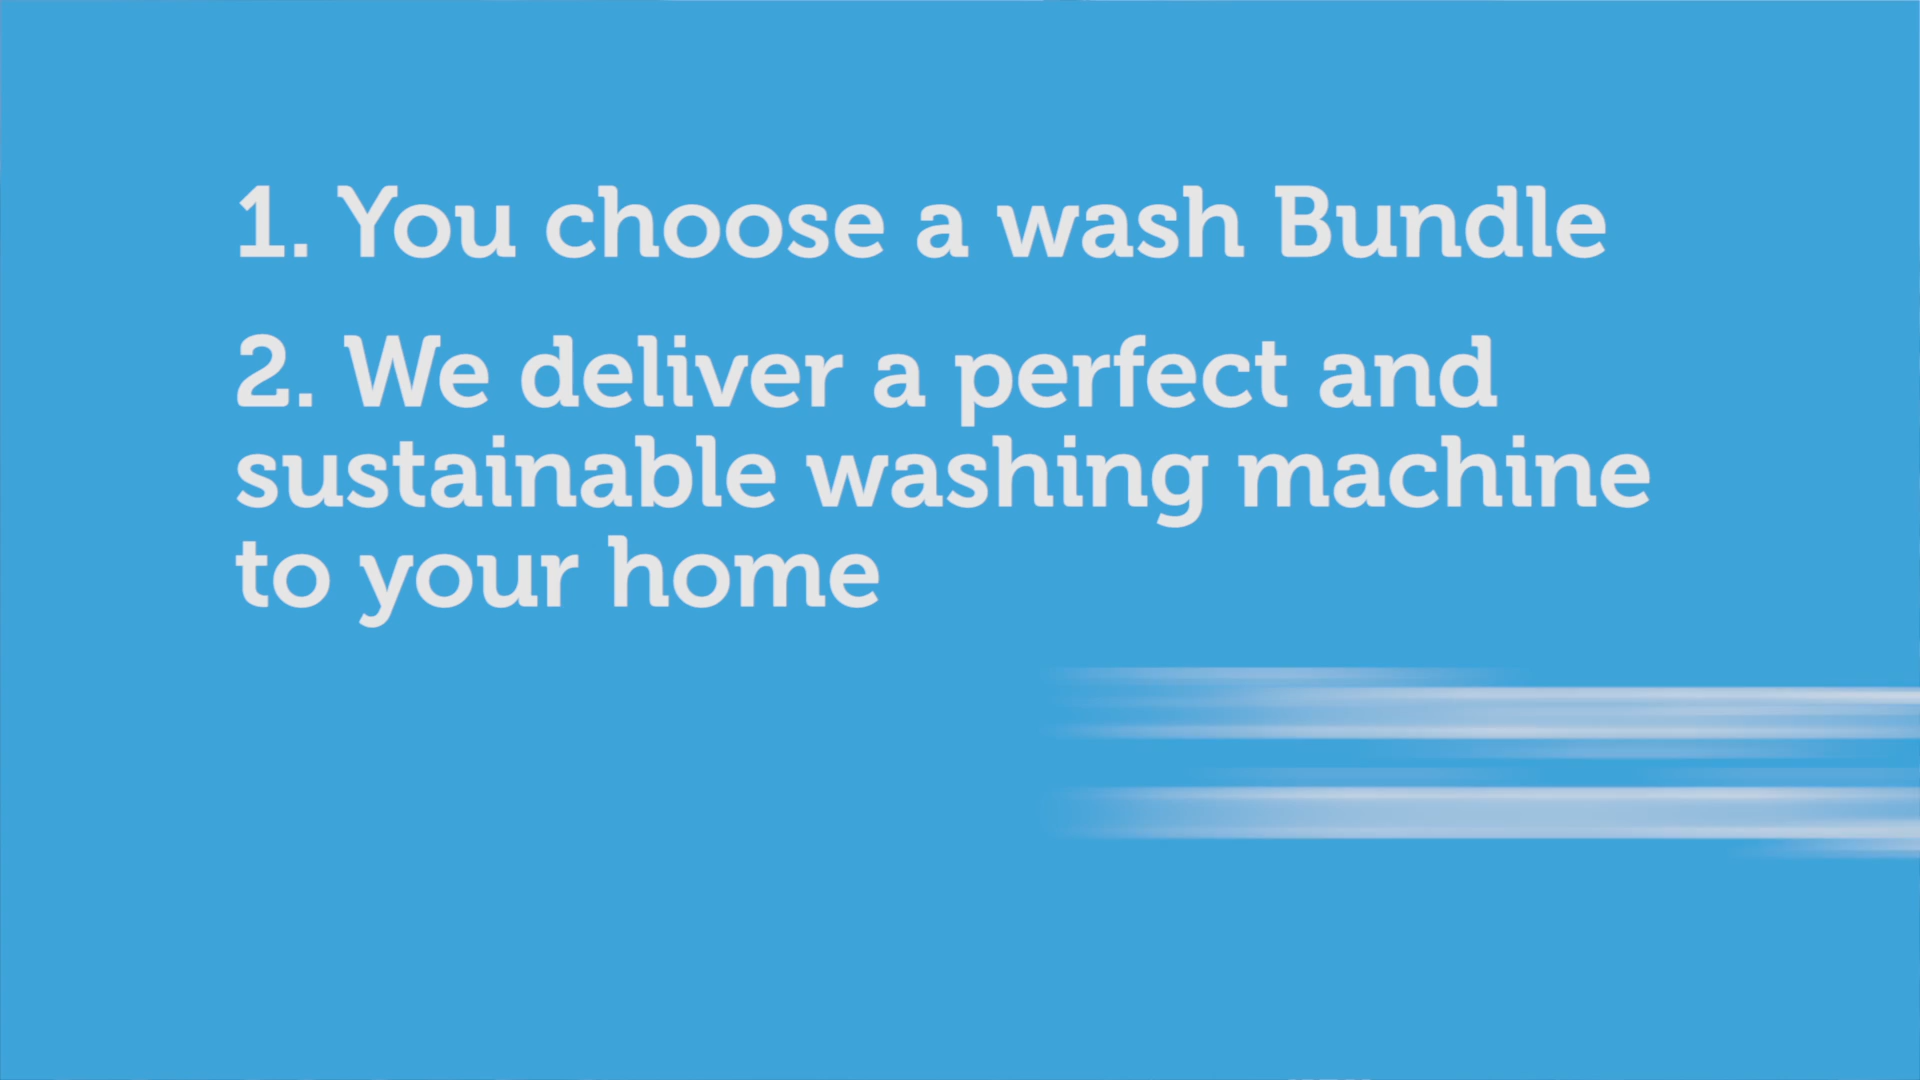 1. You choose a wash Bundle
2. We deliver a perfect and
sustainable washing machine
to your home